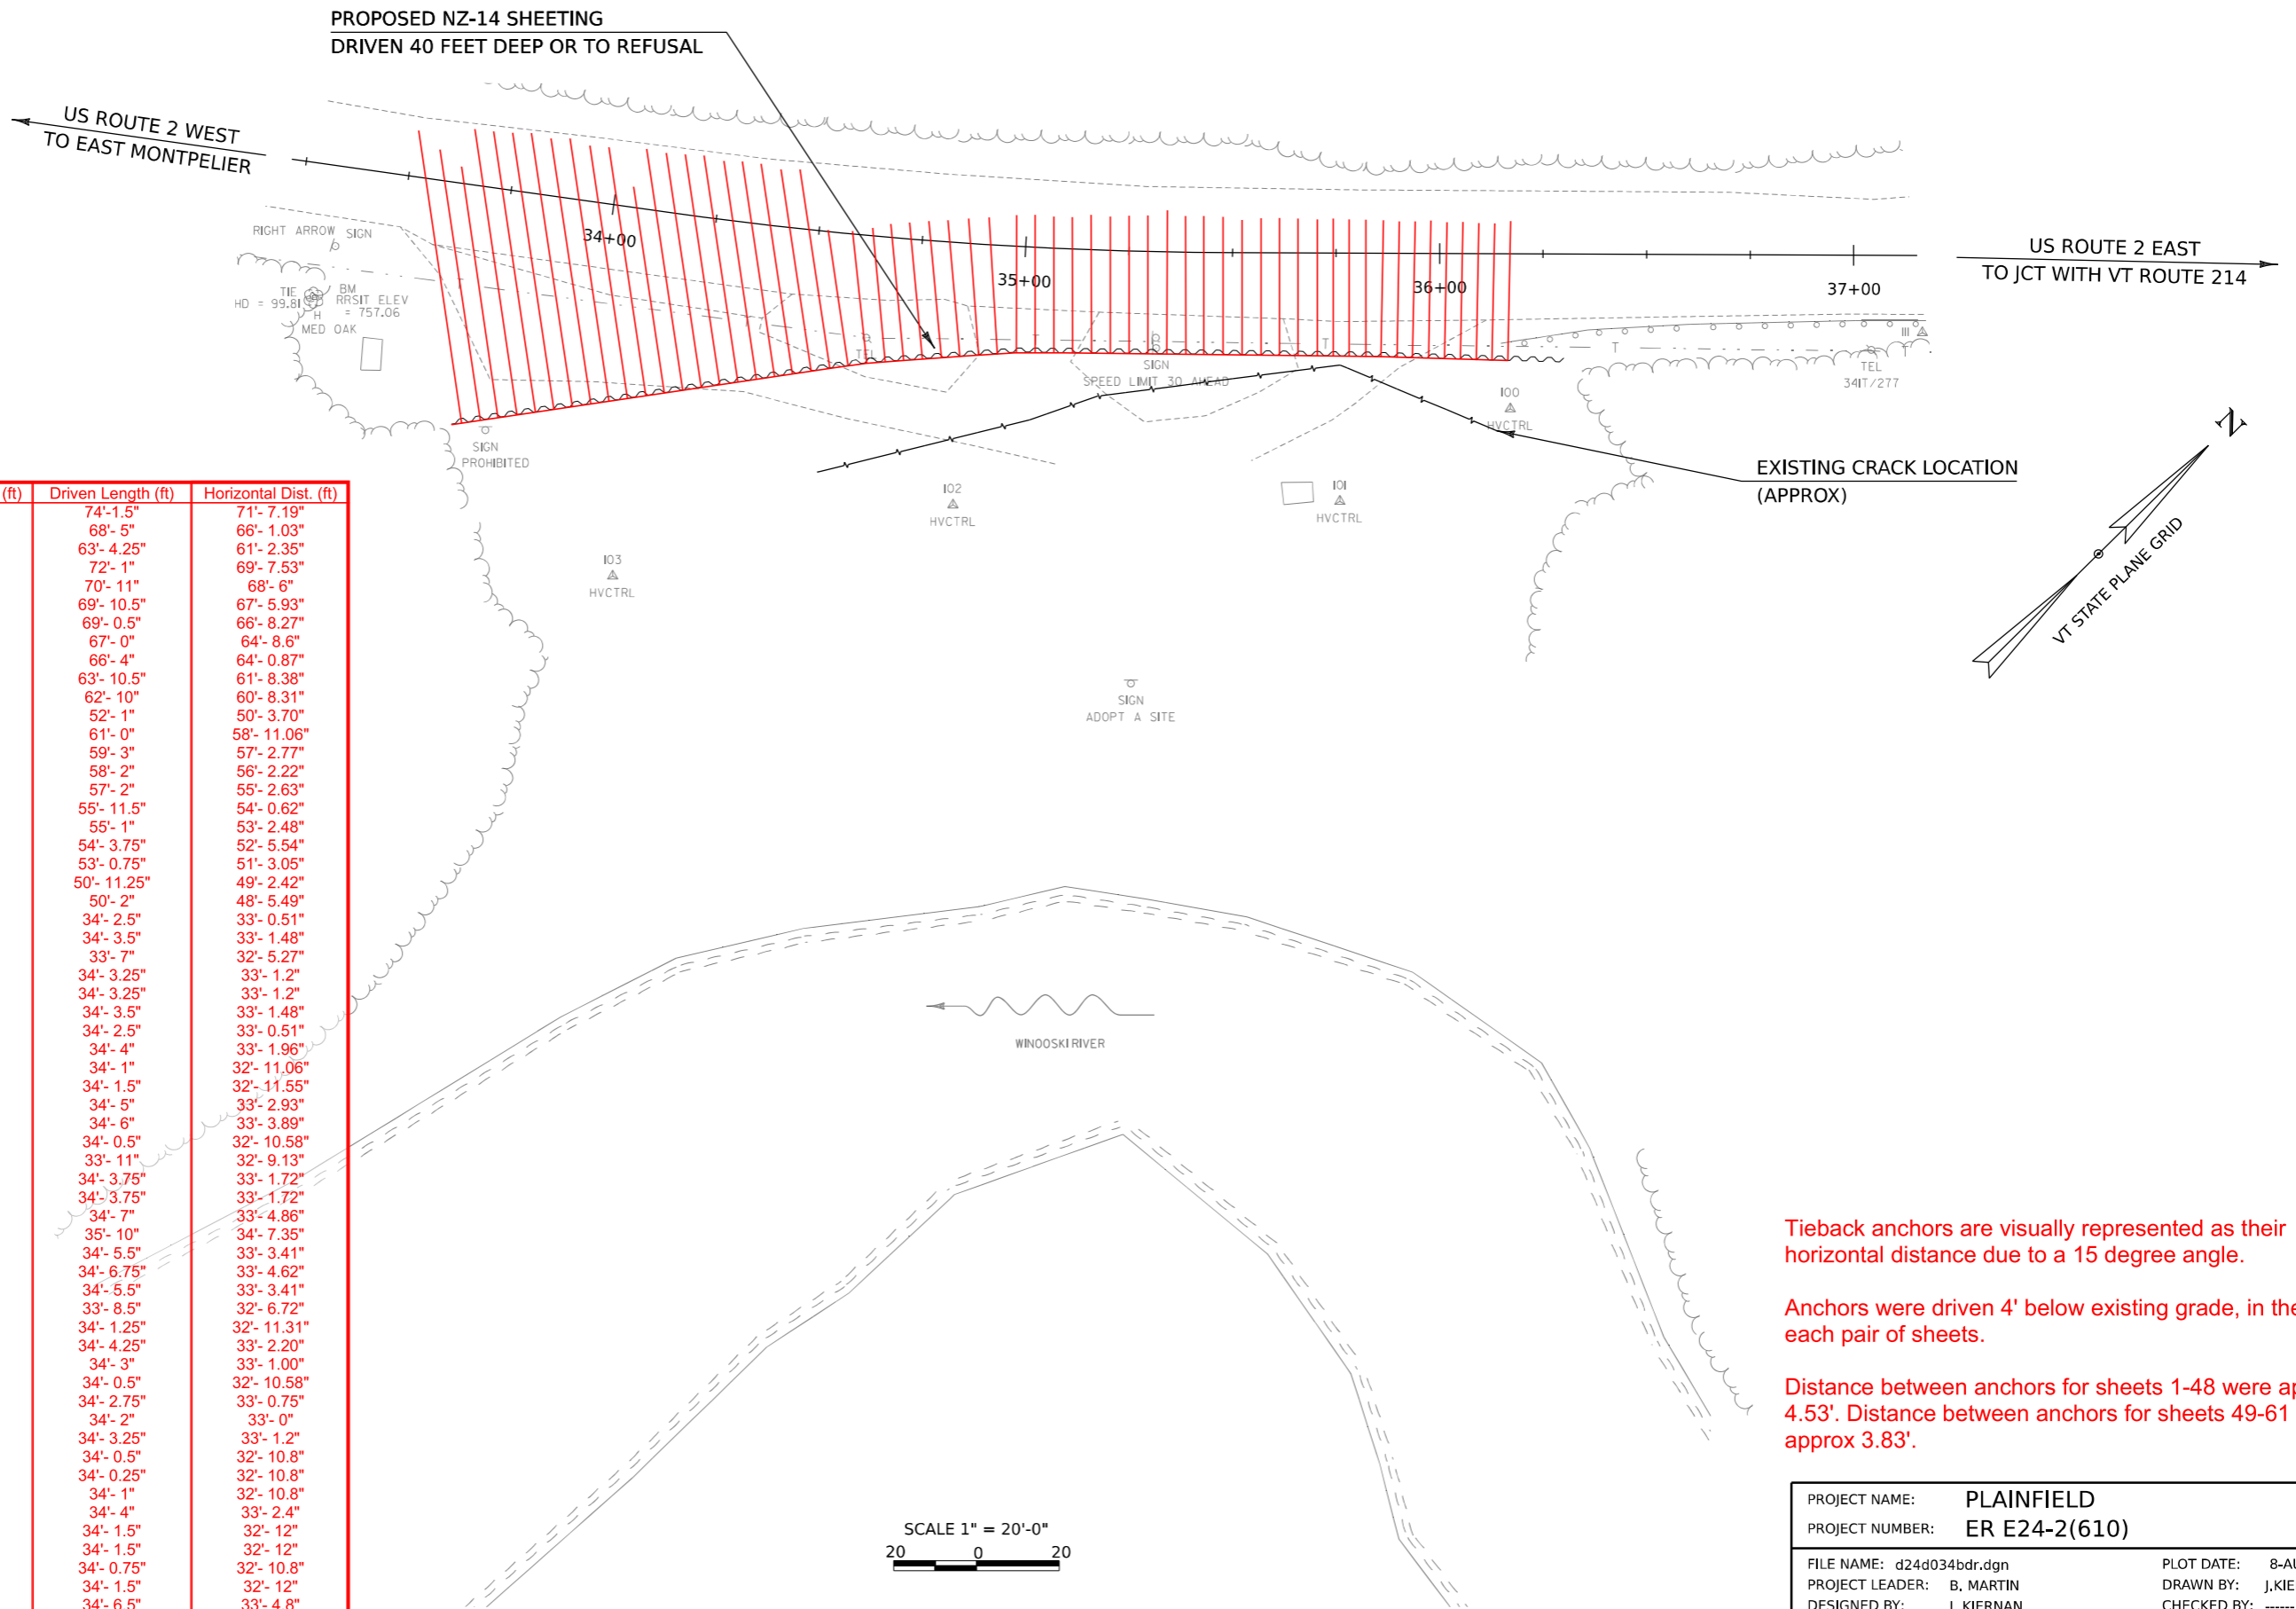 PROPOSED NZ-14 SHEETING
DRIVEN 40 FEET DEEP OR TO REFUSAL
US ROUTE 2 WEST
TO EAST MONTPELIER
RIGHT ARROW SIGN
34+00
35+00
36+00
37+00
US ROUTE 2 EAST
TO JCT WITH VT ROUTE 214
TIE
HD = 99.81
H
MED OAK
BM
RRSIT ELEV
= 757.06
TEL
T
T
T
T
SIGN
SPEED LIMIT 30 AHEAD
100
HVCTRL
III
TEL
341T/277
SIGN
PROHIBITED
102
HVCTRL
101
HVCTRL
103
HVCTRL
EXISTING CRACK LOCATION
(APPROX)
N
VT STATE PLANE GRID
SIGN
ADOPT A SITE
WINOOSKI RIVER
(ft) Driven Length (ft) Horizontal Dist. (ft)
74'-1.5" 71'- 7.19"
68'- 5" 66'- 1.03"
63'- 4.25" 61'- 2.35"
72'- 1" 69'- 7.53"
70'- 11" 68'- 6"
69'- 10.5" 67'- 5.93"
69'- 0.5" 66'- 8.27"
67'- 0" 64'- 8.6"
66'- 4" 64'- 0.87"
63'- 10.5" 61'- 8.38"
62'- 10" 60'- 8.31"
52'- 1" 50'- 3.70"
61'- 0" 58'- 11.06"
59'- 3" 57'- 2.77"
58'- 2" 56'- 2.22"
57'- 2" 55'- 2.63"
55'- 11.5" 54'- 0.62"
55'- 1" 53'- 2.48"
54'- 3.75" 52'- 5.54"
53'- 0.75" 51'- 3.05"
50'- 11.25" 49'- 2.42"
50'- 2" 48'- 5.49"
34'- 2.5" 33'- 0.51"
34'- 3.5" 33'- 1.48"
33'- 7" 32'- 5.27"
34'- 3.25" 33'- 1.2"
34'- 3.25" 33'- 1.2"
34'- 3.5" 33'- 1.48"
34'- 2.5" 33'- 0.51"
34'- 4" 33'- 1.96"
34'- 1" 32'- 11.06"
34'- 1.5" 32'- 11.55"
34'- 5" 33'- 2.93"
34'- 6" 33'- 3.89"
34'- 0.5" 32'- 10.58"
33'- 11" 32'- 9.13"
34'- 3.75" 33'- 1.72"
34'- 3.75" 33'- 1.72"
34'- 7" 33'- 4.86"
35'- 10" 34'- 7.35"
34'- 5.5" 33'- 3.41"
34'- 6.75" 33'- 4.62"
34'- 5.5" 33'- 3.41"
33'- 8.5" 32'- 6.72"
34'- 1.25" 32'- 11.31"
34'- 4.25" 33'- 2.20"
34'- 3" 33'- 1.00"
34'- 0.5" 32'- 10.58"
34'- 2.75" 33'- 0.75"
34'- 2" 33'- 0"
34'- 3.25" 33'- 1.2"
34'- 0.5" 32'- 10.8"
34'- 0.25" 32'- 10.8"
34'- 1" 32'- 10.8"
34'- 4" 33'- 2.4"
34'- 1.5" 32'- 12"
34'- 1.5" 32'- 12"
34'- 0.75" 32'- 10.8"
34'- 1.5" 32'- 12"
34'- 6.5" 33'- 4.8"
SCALE 1" = 20'-0"
20 0 20
Tieback anchors are visually represented as their
horizontal distance due to a 15 degree angle.
Anchors were driven 4' below existing grade, in the
each pair of sheets.
Distance between anchors for sheets 1-48 were ap
4.53'. Distance between anchors for sheets 49-61
approx 3.83'.
PROJECT NAME: PLAINFIELD
PROJECT NUMBER: ER E24-2(610)
FILE NAME: d24d034bdr.dgn PLOT DATE: 8-AU
PROJECT LEADER: B. MARTIN DRAWN BY: J.KIE
DESIGNED BY: J. KIERNAN CHECKED BY: ------